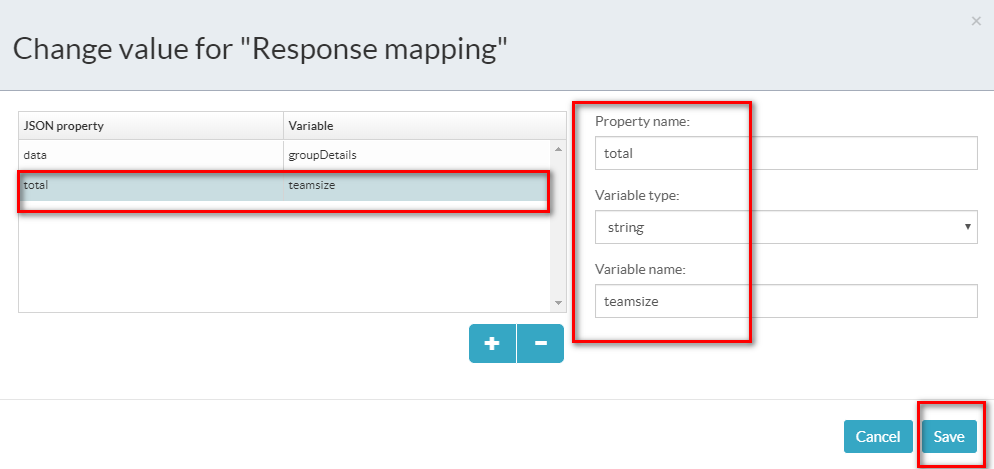 ×
Change value for "Response mapping"
JSON property Variable
data groupDetails
total teamsize
Property name:
total
Variable type:
string
Variable name:
teamsize
+ −
Cancel Save